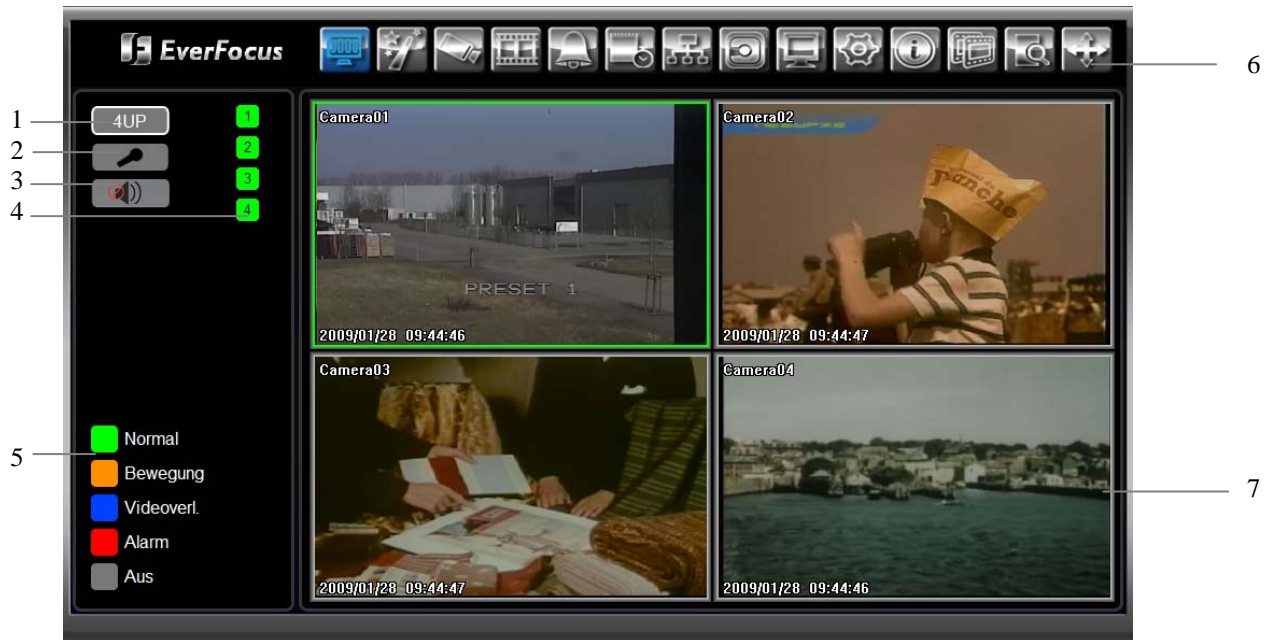 EverFocus
6
1
4UP
1
2
2
3
3
4
4
Camera01
PRESET 1
2009/01/28 09:44:46
Camera02
panche
2009/01/28 09:44:47
Camera03
2009/01/28 09:44:47
Camera04
2009/01/28 09:44:46
5
Normal
Bewegung
Videoverl.
Alarm
Aus
7